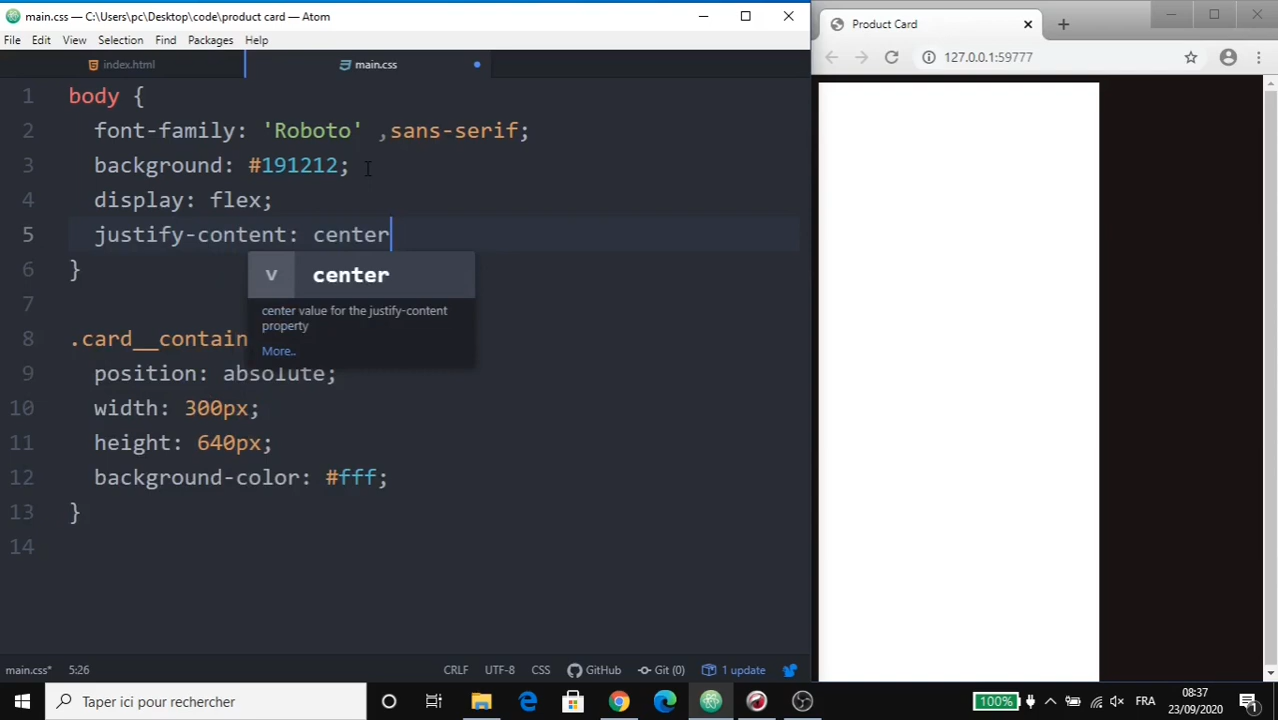 main.css — C:\Users\pc\Desktop\code\product card — Atom
File Edit View Selection Find Packages Help
index.html main.css
1 body {
2 font-family: 'Roboto' ,sans-serif;
3 background: #191212;
4 display: flex;
5 justify-content: center
6 }
v center
7
center value for the justify-content
property
8 .card__contain
More..
9 position: absolute;
10 width: 300px;
11 height: 640px;
12 background-color: #fff;
13 }
14
main.css* 5:26 CRLF UTF-8 CSS GitHub Git (0) 1 update
Product Card
127.0.0.1:59777
Taper ici pour rechercher
100% FRA 08:37
23/09/2020
1